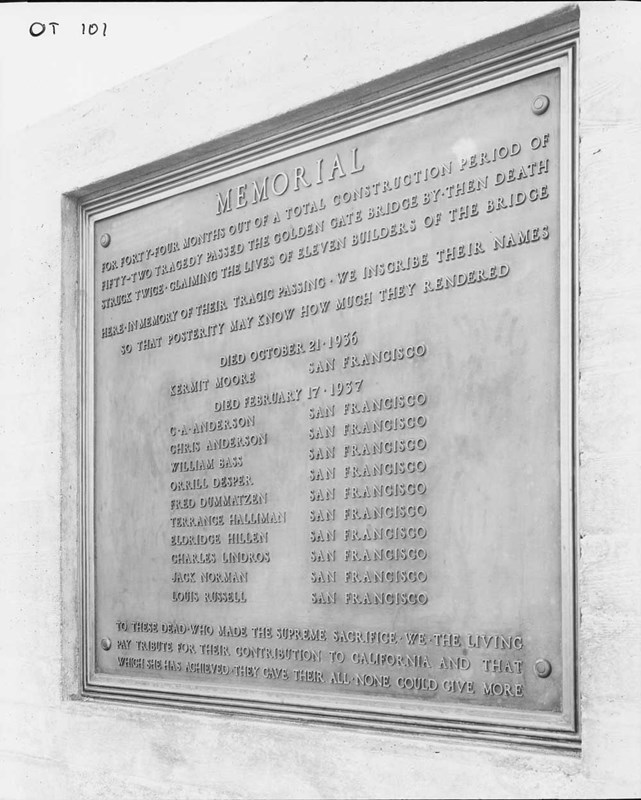 OT 101
MEMORIAL
FOR FORTY-FOUR MONTHS OUT OF A TOTAL CONSTRUCTION PERIOD OF
FIFTY-TWO TRAGEDY PASSED THE GOLDEN GATE BRIDGE BY·THEN DEATH
STRUCK TWICE·CLAIMING THE LIVES OF ELEVEN BUILDERS OF THE BRIDGE
HERE·IN MEMORY OF THEIR TRAGIC PASSING·WE INSCRIBE THEIR NAMES
SO THAT POSTERITY MAY KNOW HOW MUCH THEY RENDERED
DIED OCTOBER 21·1936
KERMIT MOORE SAN FRANCISCO
DIED FEBRUARY 17·1937
C·A·ANDERSON SAN FRANCISCO
CHRIS ANDERSON SAN FRANCISCO
WILLIAM BASS SAN FRANCISCO
ORRILL DESPER SAN FRANCISCO
FRED DUMMATZEN SAN FRANCISCO
TERRANCE HALLIMAN SAN FRANCISCO
ELDRIDGE HILLEN SAN FRANCISCO
CHARLES LINDROS SAN FRANCISCO
JACK NORMAN SAN FRANCISCO
LOUIS RUSSELL SAN FRANCISCO
TO THESE DEAD·WHO MADE THE SUPREME SACRIFICE·WE·THE LIVING
PAY TRIBUTE FOR THEIR CONTRIBUTION TO CALIFORNIA AND THAT
WHICH SHE HAS ACHIEVED·THEY GAVE THEIR ALL·NONE COULD GIVE MORE